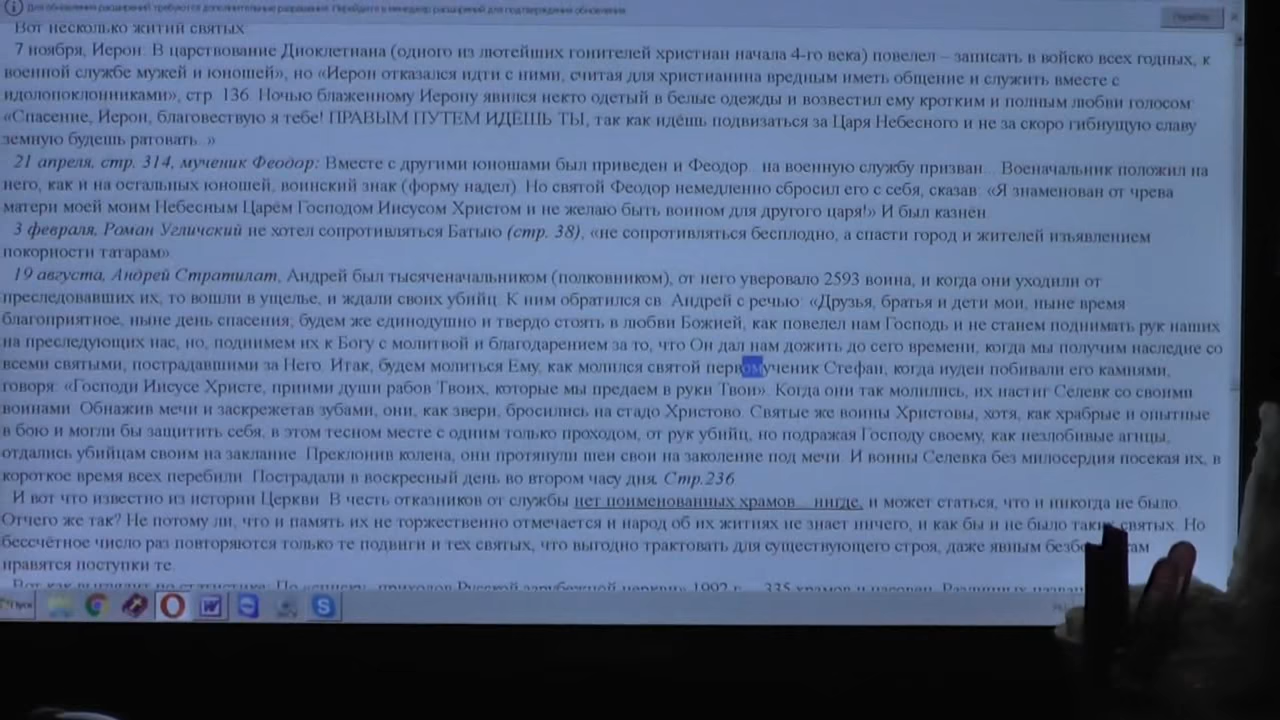 Для обновления расширений требуются дополнительные разрешения. Перейдите в менеджер расширений для подтверждения обновления.
Вот несколько житий святых
7 ноября, Иерон. В царствование Диоклетиана (одного из лютейших гонителей христиан начала 4-го века) повелел – записать в войско всех годных, к
военной службе мужей и юношей», но «Иерон отказался идти с ними, считая для христианина вредным иметь общение и служить вместе с
идолопоклонниками», стр. 136. Ночью блаженному Иерону явился некто одетый в белые одежды и возвестил ему кротким и полным любви голосом:
«Спасение, Иерон, благовествую я тебе! ПРАВЫМ ПУТЕМ ИДЁШЬ ТЫ, так как идёшь подвизаться за Царя Небесного и не за скоро гибнущую славу
земную будешь ратовать...»
21 апреля, стр. 314, мученик Феодор: Вместе с другими юношами был приведен и Феодор... на военную службу призван... Военачальник положил на
него, как и на остальных юношей, воинский знак (форму надел). Но святой Феодор немедленно сбросил его с себя, сказав: «Я знаменован от чрева
матери моей моим Небесным Царём Господом Иисусом Христом и не желаю быть воином для другого царя!» И был казнён.
3 февраля, Роман Угличский не хотел сопротивляться Батыю (стр. 38), «не сопротивляться бесплодно, а спасти город и жителей изъявлением
покорности татарам».
19 августа, Андрей Стратилат, Андрей был тысяченачальником (полковником), от него уверовало 2593 воина, и когда они уходили от
преследовавших их, то вошли в ущелье, и ждали своих убийц. К ним обратился св. Андрей с речью: «Друзья, братья и дети мои, ныне время
благоприятное, ныне день спасения; будем же единодушно и твердо стоять в любви Божией, как повелел нам Господь и не станем поднимать рук наших
на преследующих нас, но, поднимем их к Богу с молитвой и благодарением за то, что Он дал нам дожить до сего времени, когда мы получим наследие со
всеми святыми, пострадавшими за Него. Итак, будем молиться Ему, как молился святой первомученик Стефан, когда иудеи побивали его камнями,
говоря: «Господи Иисусе Христе, приими души рабов Твоих, которые мы предаем в руки Твои». Когда они так молились, их настиг Селевк со своими
воинами. Обнажив мечи и заскрежетав зубами, они, как звери, бросились на стадо Христово. Святые же воины Христовы, хотя, как храбрые и опытные
в бою и могли бы защитить себя, в этом тесном месте с одним только проходом, от рук убийц, но подражая Господу своему, как незлобивые агнцы,
отдались убийцам своим на заклание. Преклонив колена, они протянули шеи свои на заколение под мечи. И воины Селевка без милосердия посекая их, в
короткое время всех перебили. Пострадали в воскресный день во втором часу дня. Стр.236
И вот что известно из истории Церкви. В честь отказников от службы нет поименованных храмов... нигде, и может статься, что и никогда не было.
Отчего же так? Не потому ли, что и память их не торжественно отмечается и народ об их житиях не знает ничего, и как бы и не было таких святых. Но
бессчётное число раз повторяются только те подвиги и тех святых, что выгодно трактовать для существующего строя, даже явным
нравятся поступки те.
1992 г. 335 храмов и часовен.
Пуск